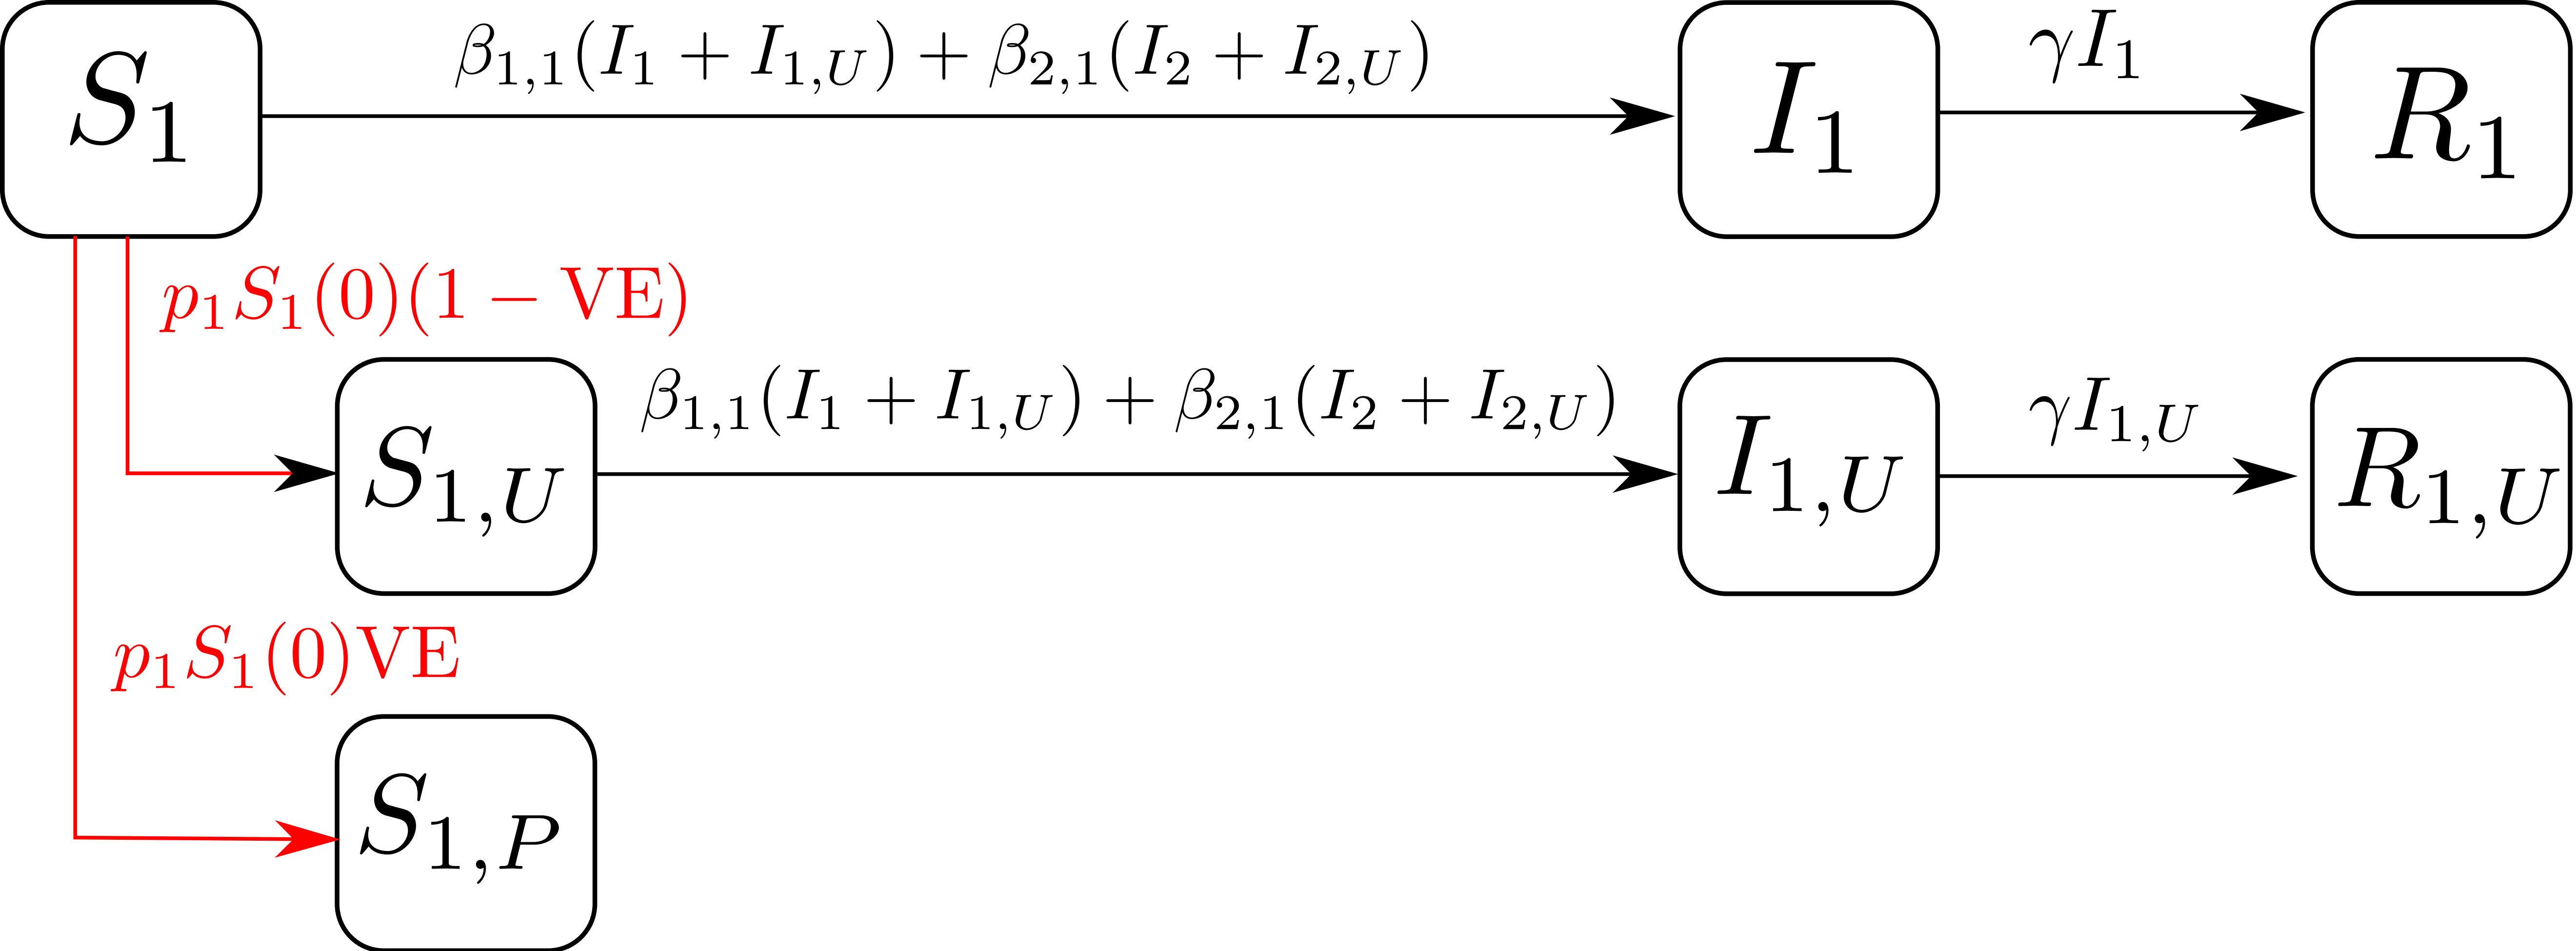 S₁
β₁,₁(I₁ + I₁,U) + β₂,₁(I₂ + I₂,U)
I₁
γI₁
R₁
p₁S₁(0)(1 − VE)
S₁,U
β₁,₁(I₁ + I₁,U) + β₂,₁(I₂ + I₂,U)
I₁,U
γI₁,U
R₁,U
p₁S₁(0)VE
S₁,P